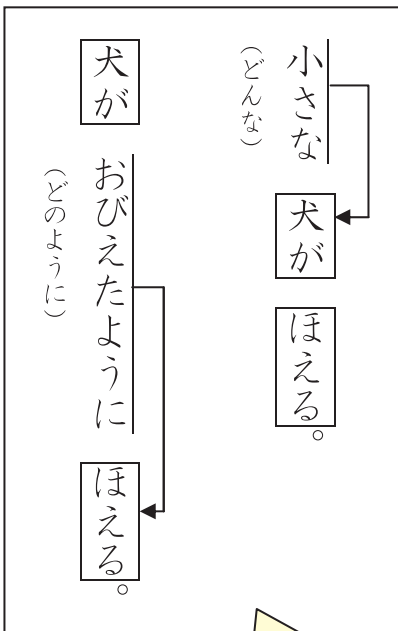 小さな 犬が ほえる。
（どんな）
犬が おびえたように ほえる。
（どのように）